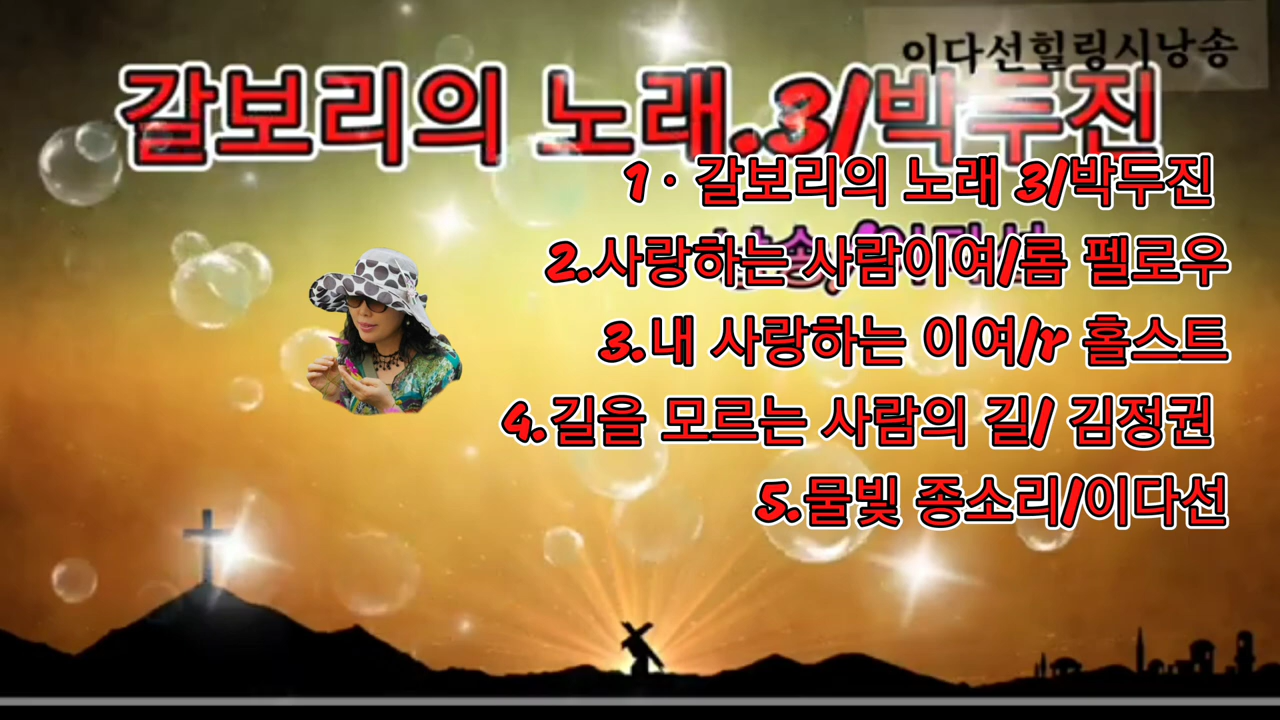 이다선힐링시낭송
갈보리의 노래.3/박두진
1·갈보리의 노래 3/박두진
2.사랑하는 사람이여/롬 펠로우
3.내 사랑하는 이여/r 홀스트
4.길을 모르는 사람의 길/ 김정권
5.물빛 종소리/이다선